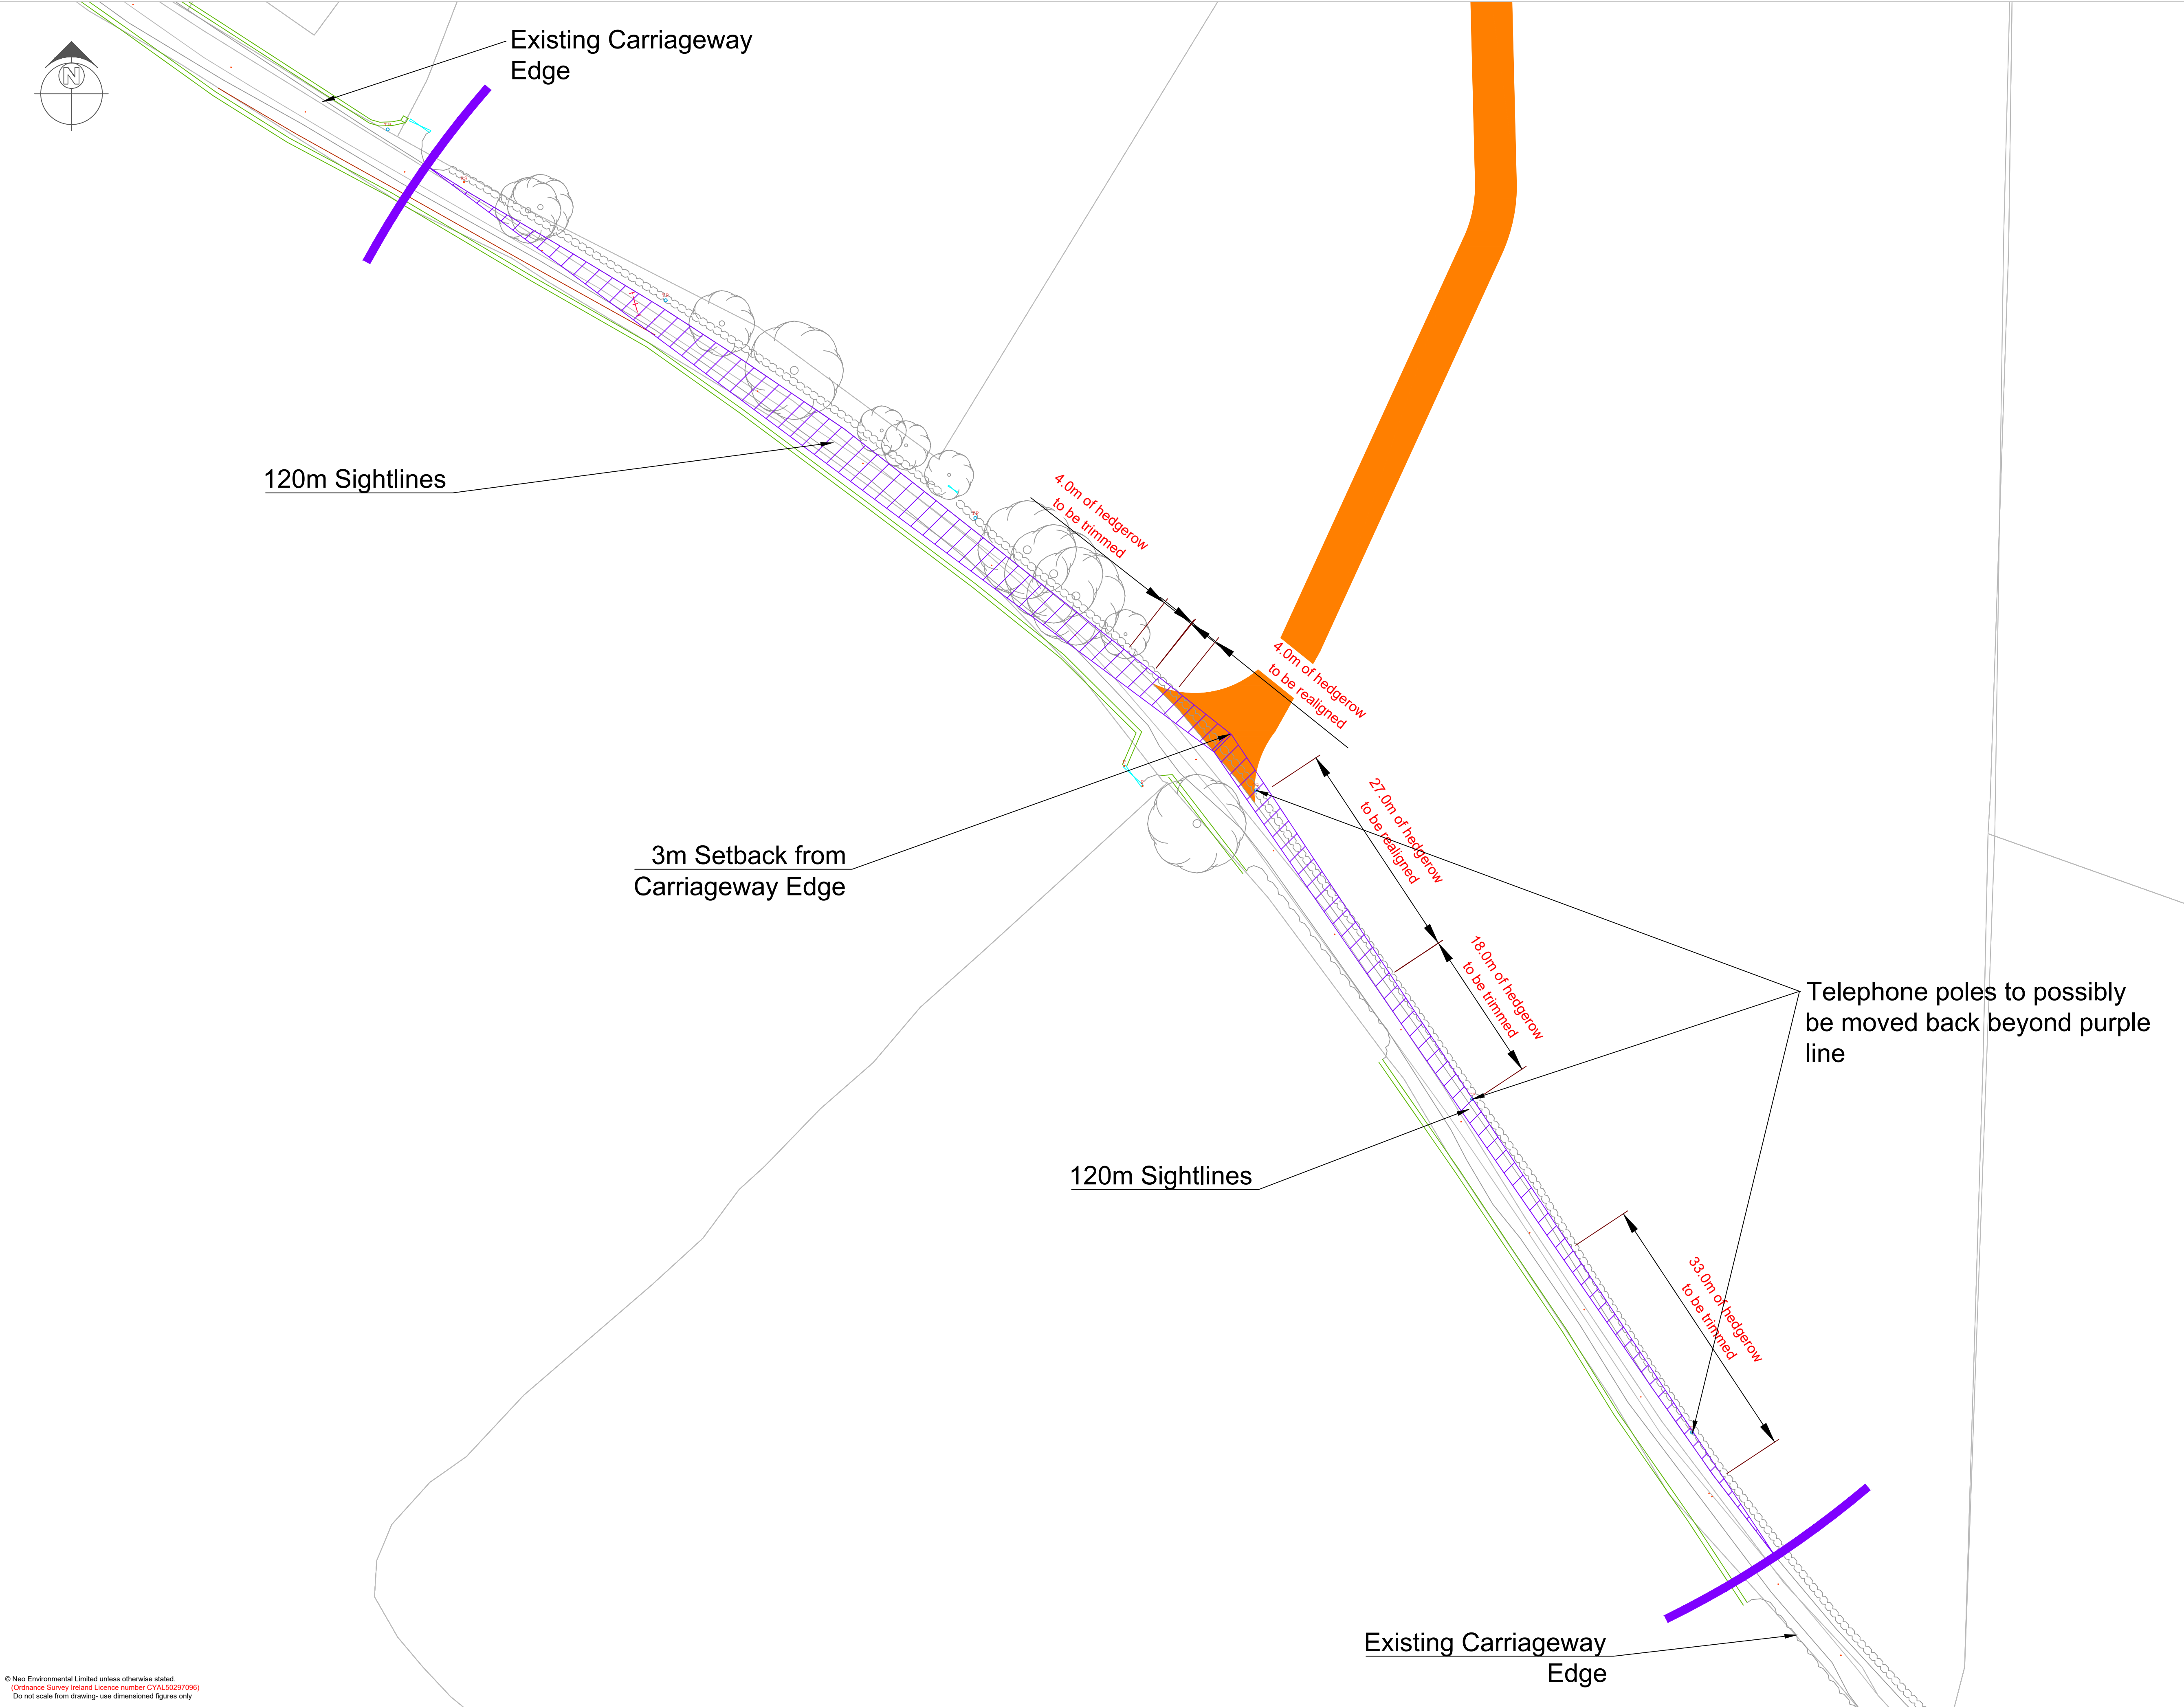 Existing Carriageway
Edge
N
120m Sightlines
4.0m of hedgerow
to be trimmed
4.0m of hedgerow
to be realigned
27.0m of hedgerow
to be realigned
3m Setback from
Carriageway Edge
18.0m of hedgerow
to be trimmed
Telephone poles to possibly
be moved back beyond purple
line
120m Sightlines
33.0m of hedgerow
to be trimmed
Existing Carriageway
Edge
© Neo Environmental Limited unless otherwise stated.
(Ordnance Survey Ireland Licence number CYAL50297096)
Do not scale from drawing- use dimensioned figures only